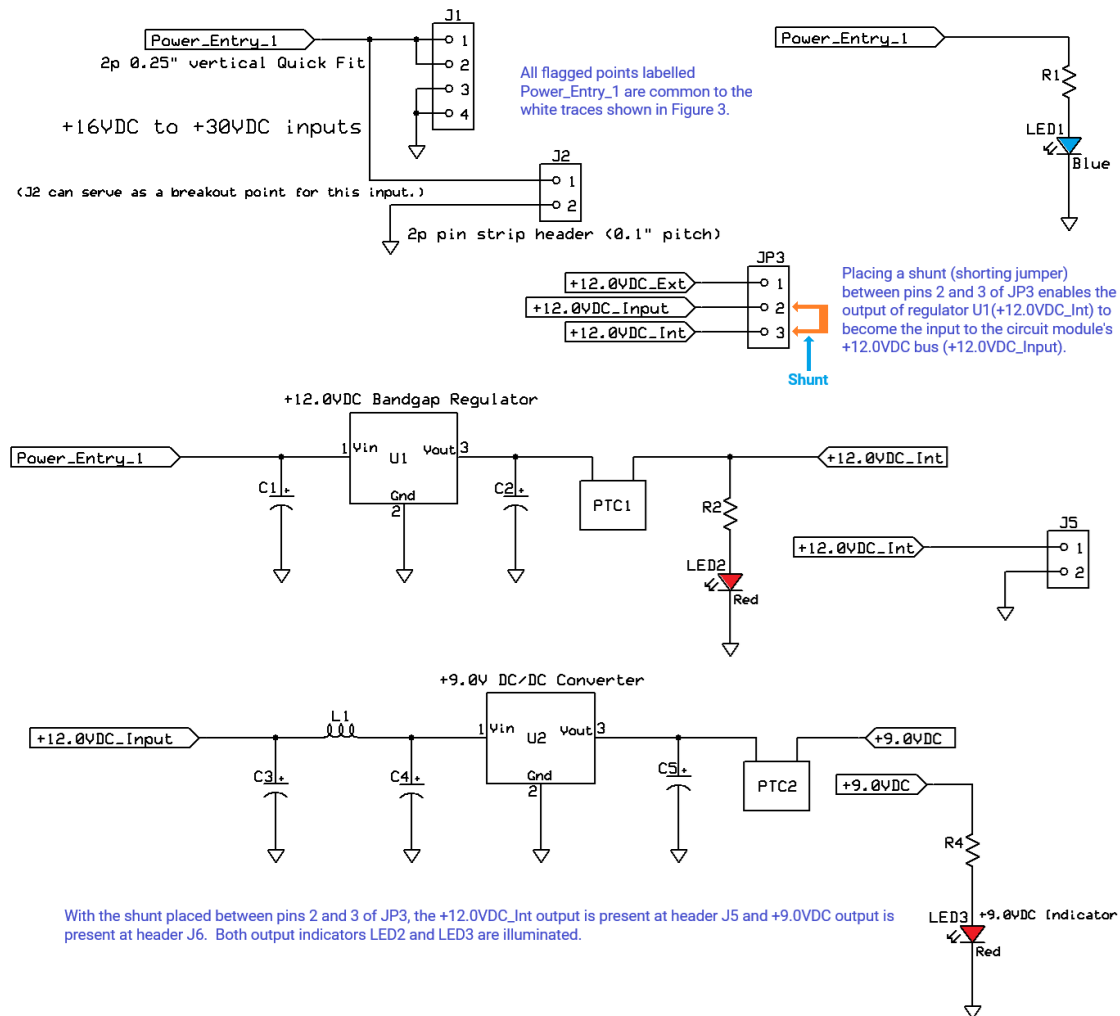 J1
Power_Entry_1
1
2
3
4
2p 0.25" vertical Quick Fit
+16VDC to +30VDC inputs
All flagged points labelled
Power_Entry_1 are common to the
white traces shown in Figure 3.
Power_Entry_1
R1
LED1
Blue
J2
1
2
(J2 can serve as a breakout point for this input.)
2p pin strip header (0.1" pitch)
JP3
+12.0VDC_Ext
1
+12.0VDC_Input
2
+12.0VDC_Int
3
Shunt
Placing a shunt (shorting jumper)
between pins 2 and 3 of JP3 enables the
output of regulator U1(+12.0VDC_Int) to
become the input to the circuit module's
+12.0VDC bus (+12.0VDC_Input).
+12.0VDC Bandgap Regulator
Power_Entry_1
C1
+
1
Vin
U1
Vout
3
Gnd
2
C2
+
PTC1
+12.0VDC_Int
R2
LED2
Red
J5
+12.0VDC_Int
1
2
+9.0V DC/DC Converter
+12.0VDC_Input
L1
C3
+
C4
+
1
Vin
U2
Vout
3
Gnd
2
C5
+
PTC2
+9.0VDC
+9.0VDC
R4
LED3
+9.0VDC Indicator
Red
With the shunt placed between pins 2 and 3 of JP3, the +12.0VDC_Int output is present at header J5 and +9.0VDC output is
present at header J6. Both output indicators LED2 and LED3 are illuminated.